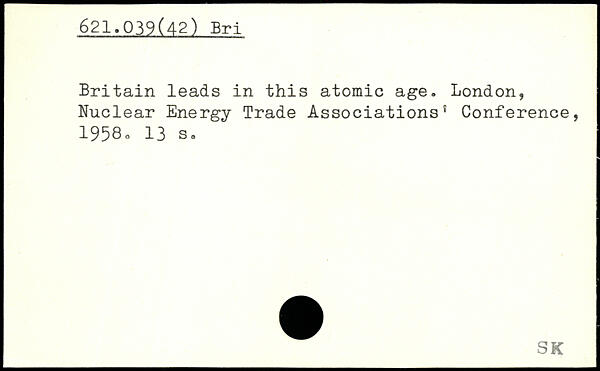 621.039(42) Bri
Britain leads in this atomic age. London,
Nuclear Energy Trade Associations' Conference,
1958. 13 s.
SK